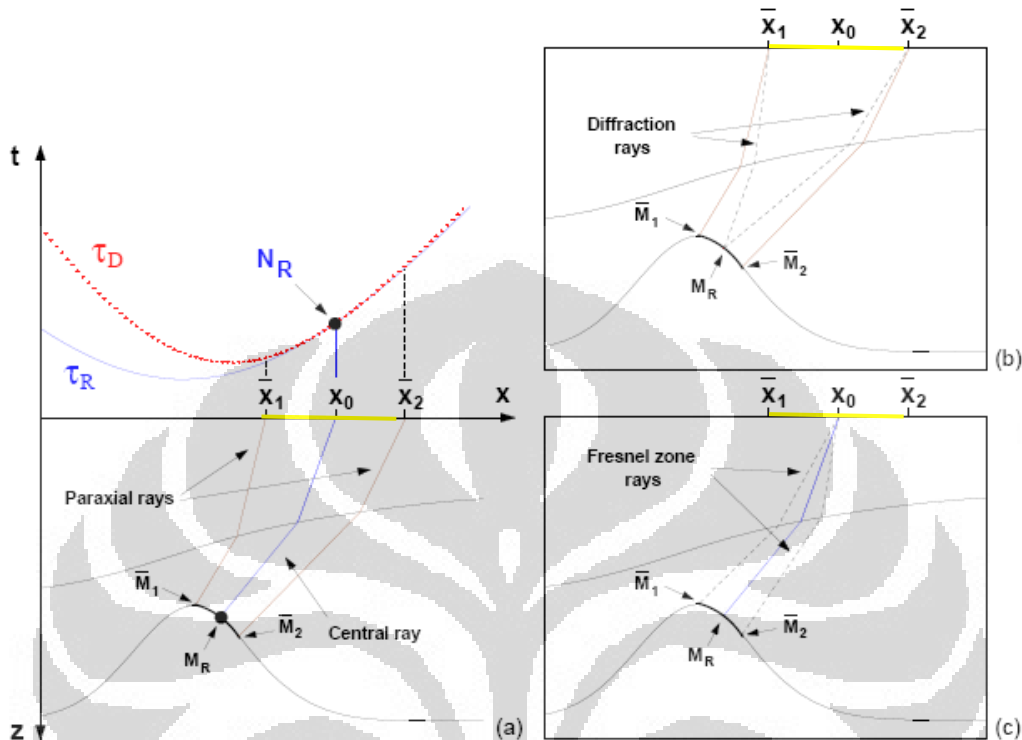 t
τD
NR
τR
x̄1 x0 x̄2 x
Paraxial rays
M̄1
M̄2
Central ray
MR
z
(a)
x̄1 x0 x̄2
Diffraction
rays
M̄1
M̄2
MR
(b)
x̄1 x0 x̄2
Fresnel zone
rays
M̄1
M̄2
MR
(c)